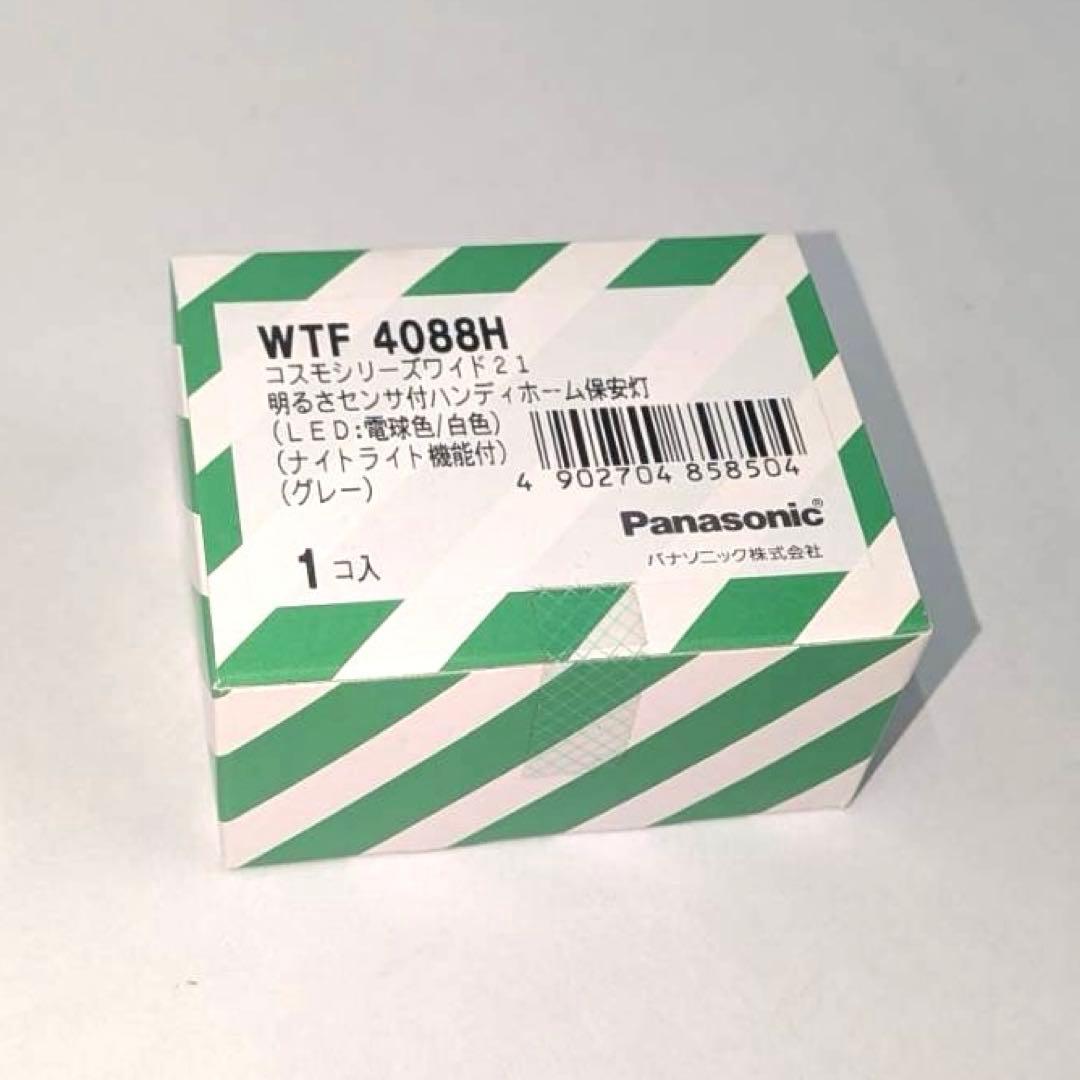 WTF 4088H
コスモシリーズワイド21
明るさセンサ付ハンディホーム保安灯
(LED:電球色/白色)
(ナイトライト機能付)
(グレー)
4 902704 858504
Panasonic®
パナソニック株式会社
1コ入